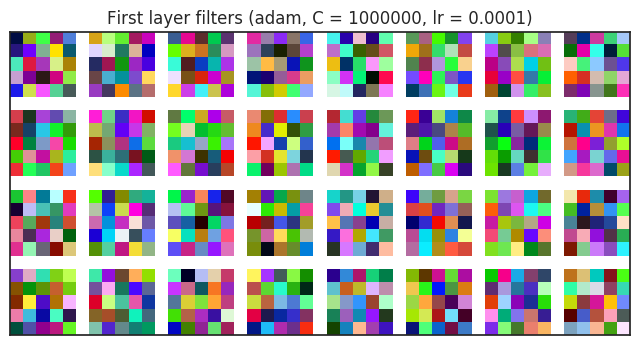 First layer filters (adam, C = 1000000, lr = 0.0001)